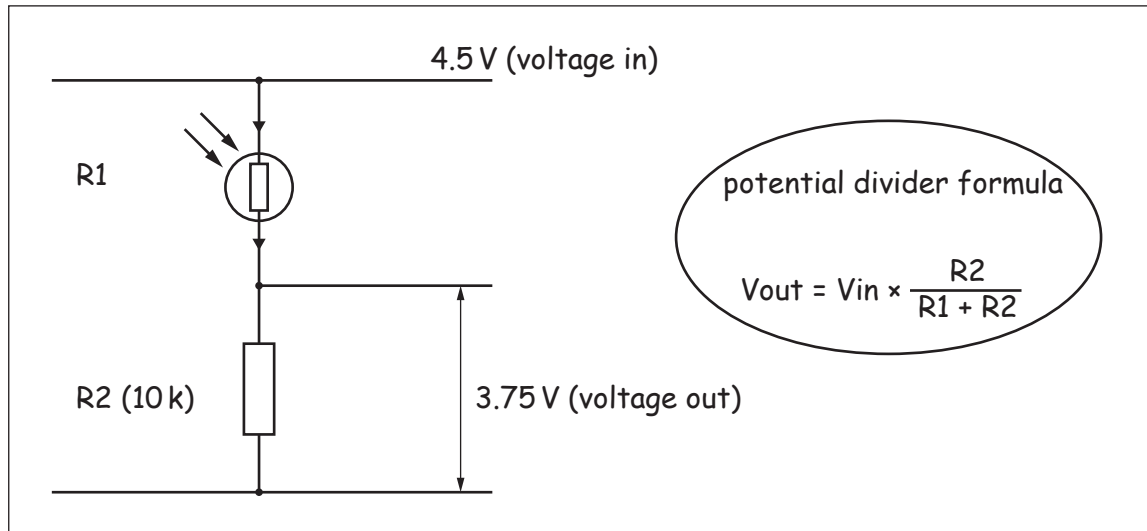 4.5 V (voltage in)
R1
potential divider formula
Vout = Vin × R2 / R1 + R2
R2 (10 k)
3.75 V (voltage out)